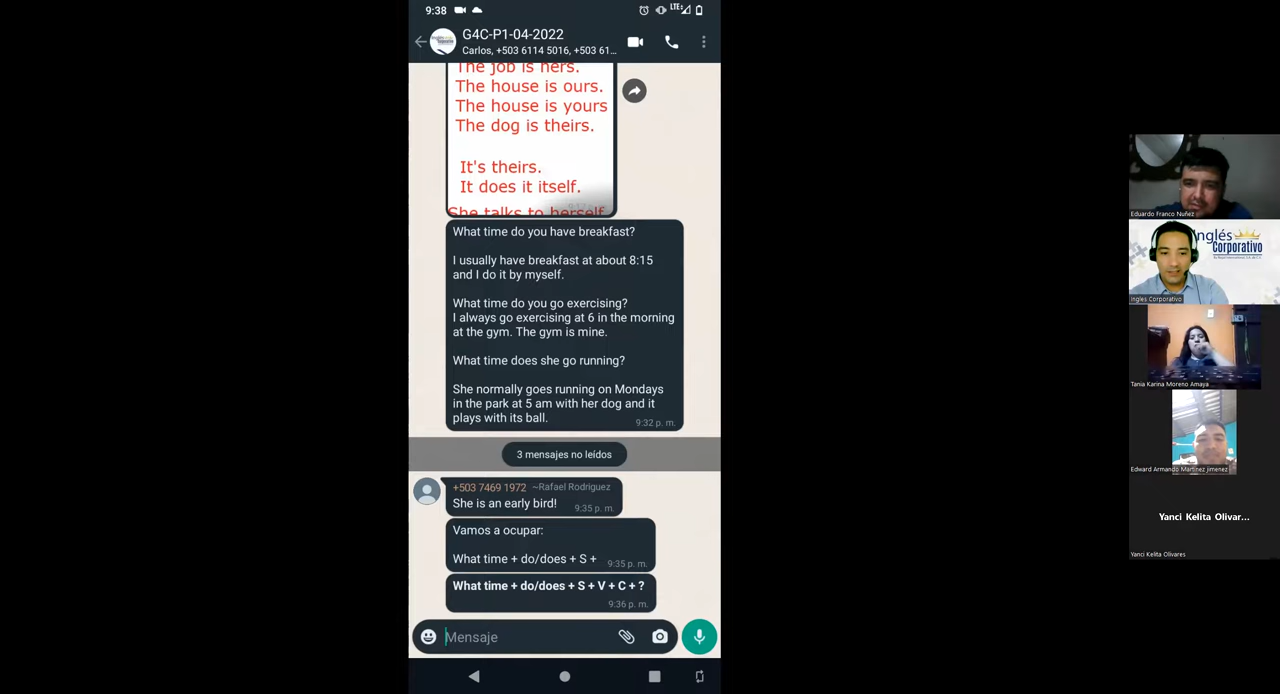 9:38
LTE
G4C-P1-04-2022
Carlos, +503 6114 5016, +503 61...
The job is hers.
The house is ours.
The house is yours
The dog is theirs.
It's theirs.
It does it itself.
She talks to herself
What time do you have breakfast?
I usually have breakfast at about 8:15
and I do it by myself.
What time do you go exercising?
I always go exercising at 6 in the morning
at the gym. The gym is mine.
What time does she go running?
She normally goes running on Mondays
in the park at 5 am with her dog and it
plays with its ball.
9:32 p. m.
3 mensajes no leídos
+503 7469 1972 ~Rafael Rodriguez
She is an early bird!
9:35 p. m.
Vamos a ocupar:
What time + do/does + S +
9:35 p. m.
What time + do/does + S + V + C + ?
9:36 p. m.
Mensaje
Eduardo Franco Nuñez
Inglés
Corporativo
Ingles Corporativo
Tania Karina Moreno Amaya
Edward Armando Martinez jimenez
Yanci Kelita Olivar...
Yanci Kelita Olivares